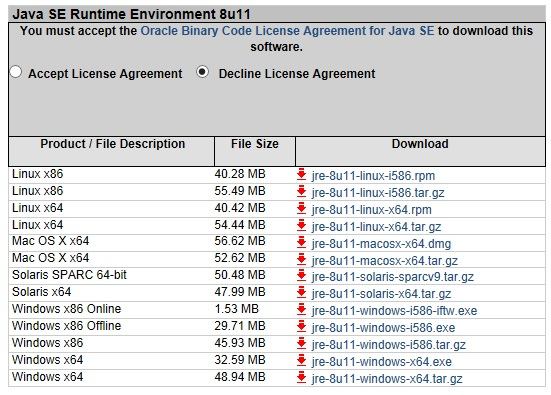 Java SE Runtime Environment 8u11
You must accept the Oracle Binary Code License Agreement for Java SE to download this
software.
Accept License Agreement Decline License Agreement
Product / File Description File Size Download
Linux x86 40.28 MB jre-8u11-linux-i586.rpm
Linux x86 55.49 MB jre-8u11-linux-i586.tar.gz
Linux x64 40.42 MB jre-8u11-linux-x64.rpm
Linux x64 54.44 MB jre-8u11-linux-x64.tar.gz
Mac OS X x64 56.62 MB jre-8u11-macosx-x64.dmg
Mac OS X x64 52.62 MB jre-8u11-macosx-x64.tar.gz
Solaris SPARC 64-bit 50.48 MB jre-8u11-solaris-sparcv9.tar.gz
Solaris x64 47.99 MB jre-8u11-solaris-x64.tar.gz
Windows x86 Online 1.53 MB jre-8u11-windows-i586-iftw.exe
Windows x86 Offline 29.71 MB jre-8u11-windows-i586.exe
Windows x86 45.93 MB jre-8u11-windows-i586.tar.gz
Windows x64 32.59 MB jre-8u11-windows-x64.exe
Windows x64 48.94 MB jre-8u11-windows-x64.tar.gz